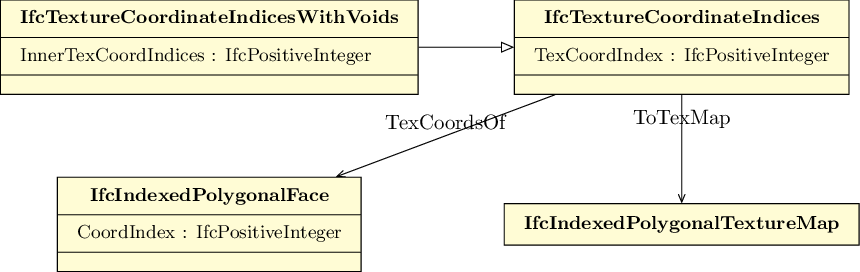 IfcTextureCoordinateIndicesWithVoids
InnerTexCoordIndices : IfcPositiveInteger
IfcTextureCoordinateIndices
TexCoordIndex : IfcPositiveInteger
TexCoordsOf
ToTexMap
IfcIndexedPolygonalFace
CoordIndex : IfcPositiveInteger
IfcIndexedPolygonalTextureMap